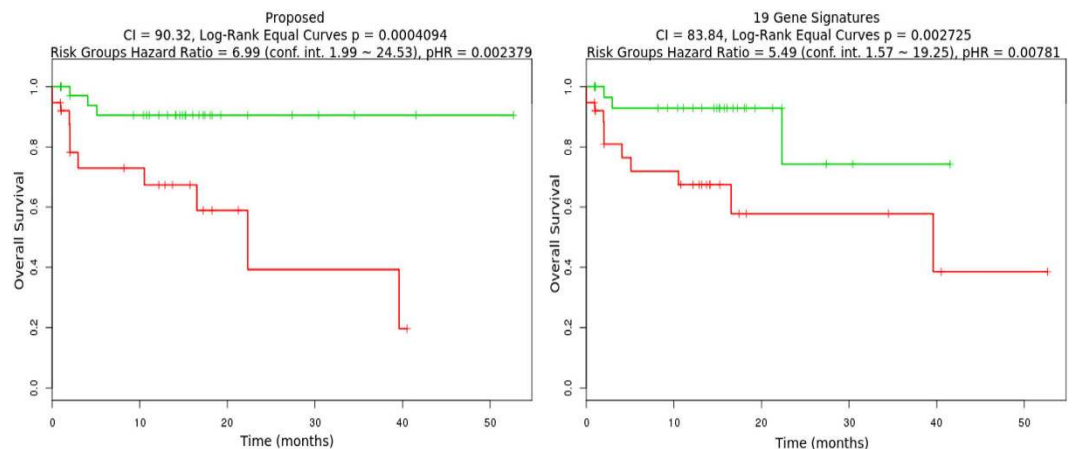 Proposed
CI = 90.32, Log-Rank Equal Curves p = 0.0004094
Risk Groups Hazard Ratio = 6.99 (conf. int. 1.99 ~ 24.53), pHR = 0.002379
Overall Survival
1.0
0.8
0.6
0.4
0.2
0.0
0
10
20
30
40
50
Time (months)
19 Gene Signatures
CI = 83.84, Log-Rank Equal Curves p = 0.002725
Risk Groups Hazard Ratio = 5.49 (conf. int. 1.57 ~ 19.25), pHR = 0.00781
Overall Survival
1.0
0.8
0.6
0.4
0.2
0.0
0
10
20
30
40
50
Time (months)